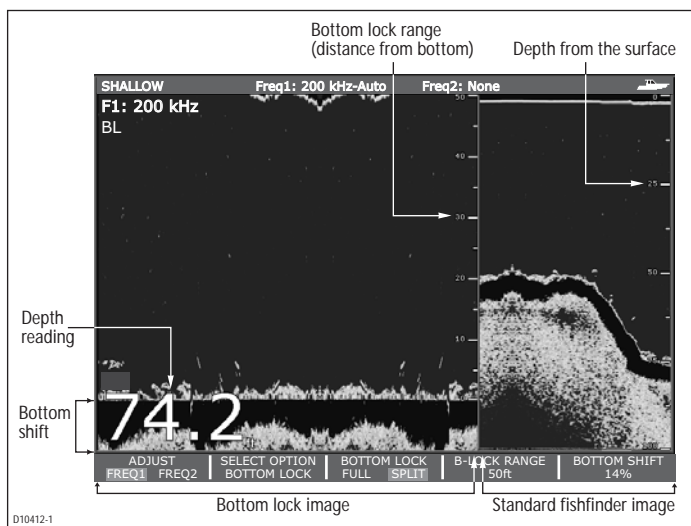 Bottom lock range
(distance from bottom)
Depth from the surface
SHALLOW Freq1: 200 kHz-Auto Freq2: None
F1: 200 kHz
BL
50
40
30
20
10
0
25
50
Depth
reading
Bottom
shift
74.2ft
ADJUST SELECT OPTION BOTTOM LOCK B-LOCK RANGE BOTTOM SHIFT
FREQ1 FREQ2 BOTTOM LOCK FULL SPLIT 50ft 14%
Bottom lock image
Standard fishfinder image
D10412-1